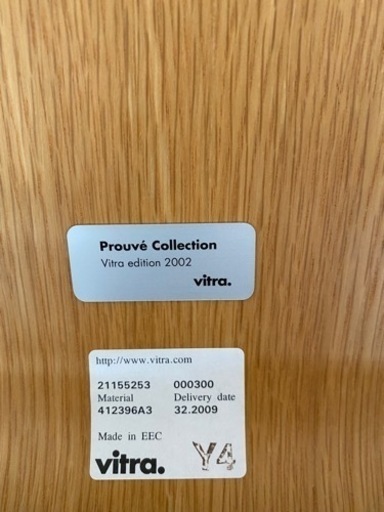 Prouvé Collection
Vitra edition 2002
vitra.
http://www.vitra.com
21155253 000300
Material Delivery date
412396A3 32.2009
Made in EEC
vitra. Y4